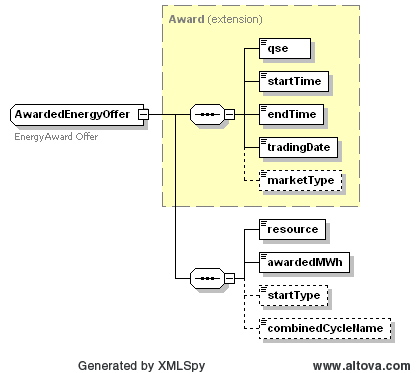 Award (extension)
qse
startTime
AwardedEnergyOffer
endTime
EnergyAward Offer
tradingDate
marketType
resource
awardedMWh
startType
combinedCycleName
Generated by XMLSpy
www.altova.com